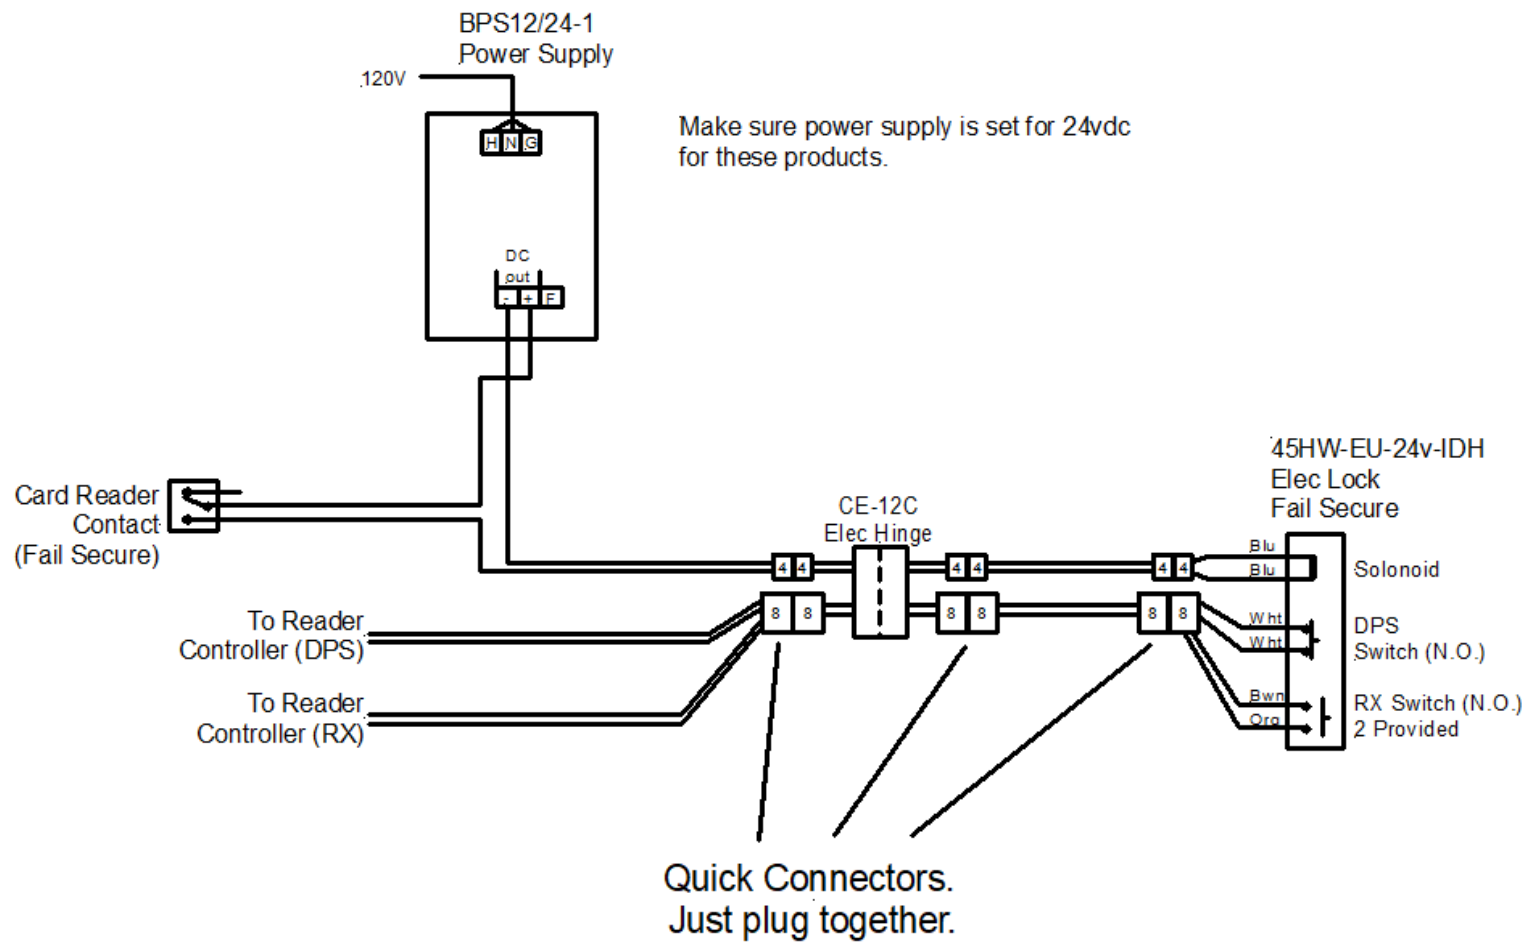 BPS12/24-1
Power Supply
120V
H N G
Make sure power supply is set for 24vdc
for these products.
DC
out
- + F
45HW-EU-24v-IDH
Elec Lock
Fail Secure
Card Reader
Contact
(Fail Secure)
CE-12C
Elec Hinge
Blu
Blu
4 4
4 4
4 4
Solonoid
8 8
8 8
8 8
To Reader
Controller (DPS)
Wht
Wht
DPS
Switch (N.O.)
To Reader
Controller (RX)
Bwn
Org
RX Switch (N.O.)
2 Provided
Quick Connectors.
Just plug together.